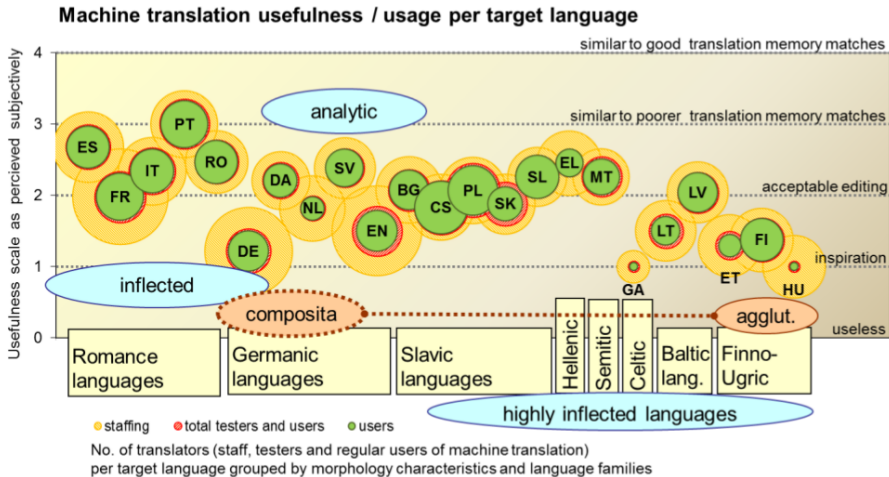 Machine translation usefulness / usage per target language
Usefulness scale as percieved subjectively
4
3
2
1
0
similar to good translation memory matches
similar to poorer translation memory matches
acceptable editing
inspiration
useless
analytic
ES
FR
IT
PT
RO
DE
DA
NL
SV
EN
BG
CS
PL
SK
SL
EL
MT
GA
LT
LV
ET
FI
HU
inflected
composita
agglut.
Romance
languages
Germanic
languages
Slavic
languages
Hellenic
Semitic
Celtic
Baltic
lang.
Finno-
Ugric
highly inflected languages
staffing
total testers and users
users
No. of translators (staff, testers and regular users of machine translation)
per target language grouped by morphology characteristics and language families